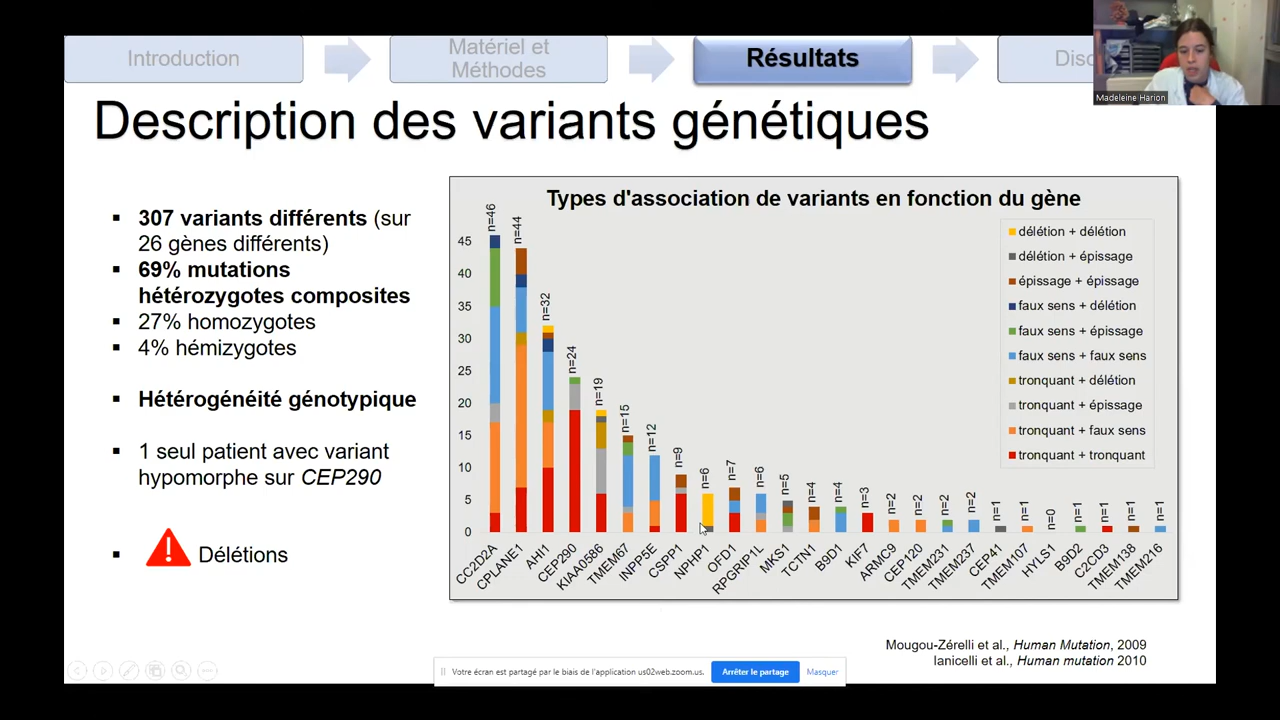 Introduction
Matériel et
Méthodes
Résultats
Disc
Madeleine Harion
Description des variants génétiques
307 variants différents (sur
26 gènes différents)
69% mutations
hétérozygotes composites
27% homozygotes
4% hémizygotes
Hétérogénéité génotypique
1 seul patient avec variant
hypomorphe sur CEP290
Délétions
Types d'association de variants en fonction du gène
45
40
35
30
25
20
15
10
5
0
n=46
n=44
n=32
n=24
n=19
n=15
n=12
n=9
n=6
n=7
n=6
n=5
n=4
n=4
n=3
n=2
n=2
n=2
n=2
n=1
n=1
n=0
n=1
n=1
n=1
n=1
CC2D2A
CPLANE1
AHI1
CEP290
KIAA0586
TMEM67
INPP5E
CSPP1
NPHP1
OFD1
RPGRIP1L
MKS1
TCTN1
B9D1
KIF7
ARMC9
CEP120
TMEM231
TMEM237
CEP41
TMEM107
HYLS1
B9D2
C2CD3
TMEM138
TMEM216
délétion + délétion
délétion + épissage
épissage + épissage
faux sens + délétion
faux sens + épissage
faux sens + faux sens
tronquant + délétion
tronquant + épissage
tronquant + faux sens
tronquant + tronquant
Mougou-Zérelli et al., Human Mutation, 2009
Ianicelli et al., Human mutation 2010
Votre écran est partagé par le biais de l'application us02web.zoom.us.
Arrêter le partage
Masquer